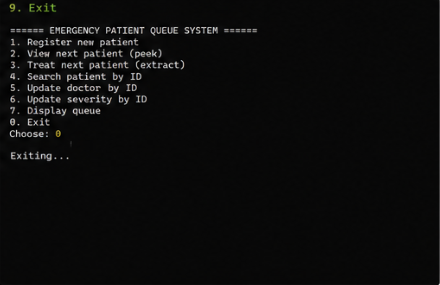 9. Exit
====== EMERGENCY PATIENT QUEUE SYSTEM ======
1. Register new patient
2. View next patient (peek)
3. Treat next patient (extract)
4. Search patient by ID
5. Update doctor by ID
6. Update severity by ID
7. Display queue
0. Exit
Choose: 0
Exiting...